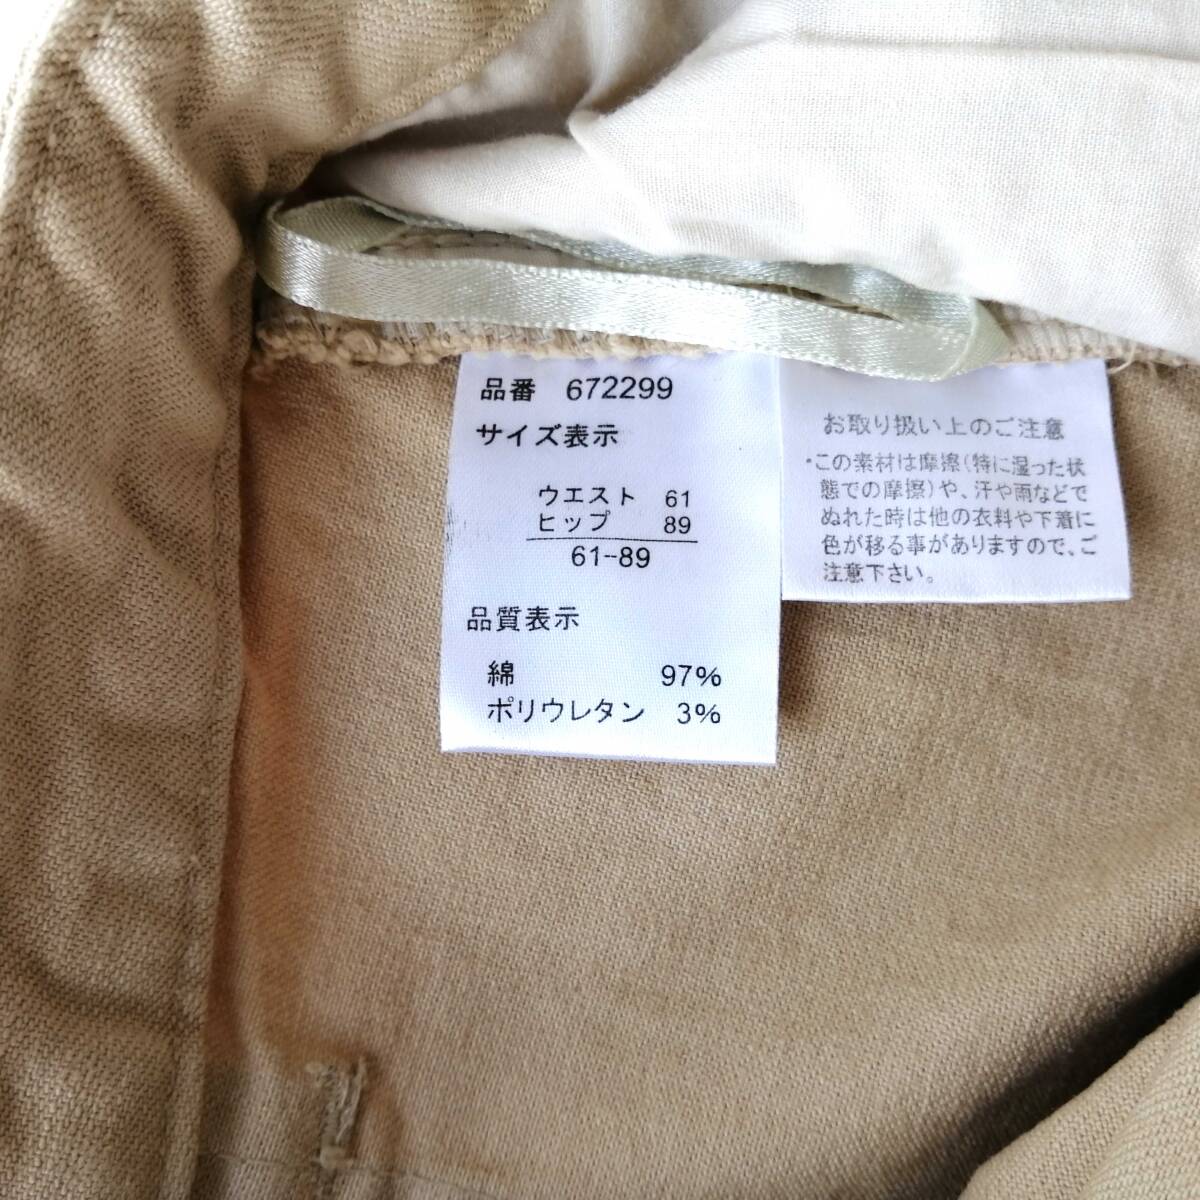 品番 672299
サイズ表示
ウエスト 61
ヒップ 89
61-89
品質表示
綿 97%
ポリウレタン 3%
お取り扱い上のご注意
・この素材は摩擦(特に湿った状
態での摩擦)や、汗や雨などで
ぬれた時は他の衣料や下着に
色が移る事がありますので、ご
注意下さい。